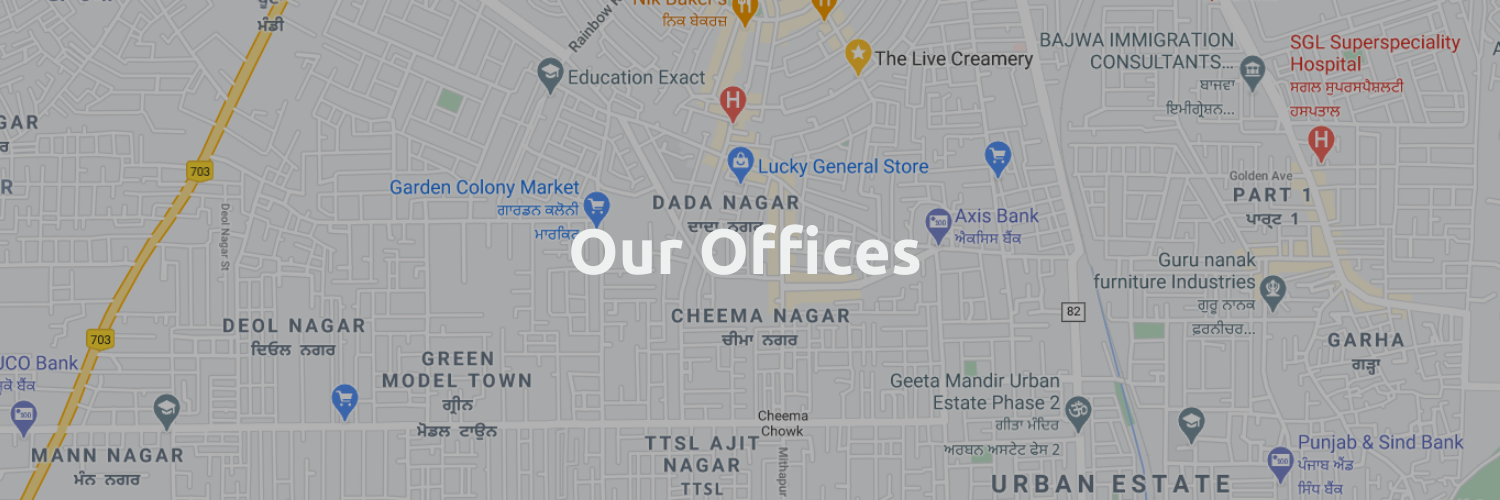 ਮੰਡੀ
Rainbow
Nik Baker's
ਨਿਕ ਬੇਕਰਜ਼
The Live Creamery
Education Exact
BAJWA IMMIGRATION
CONSULTANTS...
ਬਾਜਵਾ
ਇਮੀਗ੍ਰੇਸ਼ਨ...
SGL Superspeciality
Hospital
ਸਗਲ ਸੁਪਰਸਪੈਸ਼ਲਟੀ
ਹਸਪਤਾਲ
H
H
703
Lucky General Store
Garden Colony Market
ਗਾਰਡਨ ਕਲੋਨੀ
ਮਾਰਕਿਟ
DADA NAGAR
ਦਾਦਾ ਨਗਰ
Golden Ave
PART 1
ਪਾਰ੍ਟ 1
Axis Bank
ਐਕਸਿਸ ਬੈਂਕ
Deol Nagar St
Our Offices
Guru nanak
furniture Industries
ਗੁਰੂ ਨਾਨਕ
ਫ਼ਰਨੀਚਰ...
82
CHEEMA NAGAR
ਚੀਮਾ ਨਗਰ
DEOL NAGAR
ਦਿਓਲ ਨਗਰ
703
GARHA
ਗੜ੍ਹਾ
UCO Bank
GREEN
MODEL TOWN
ਗ੍ਰੀਨ
ਮੋਡਲ ਟਾਊਨ
Geeta Mandir Urban
Estate Phase 2
ਗੀਤਾ ਮੰਦਿਰ
ਅਰਬਨ ਅਸਟੇਟ ਫੇਸ 2
Cheema
Chowk
MANN NAGAR
ਮੰਨ ਨਗਰ
TTSL AJIT
NAGAR
TTSL
Mithapur
Punjab & Sind Bank
ਪੰਜਾਬ ਐਂਡ
ਸਿੰਧ ਬੈਂਕ
URBAN ESTATE